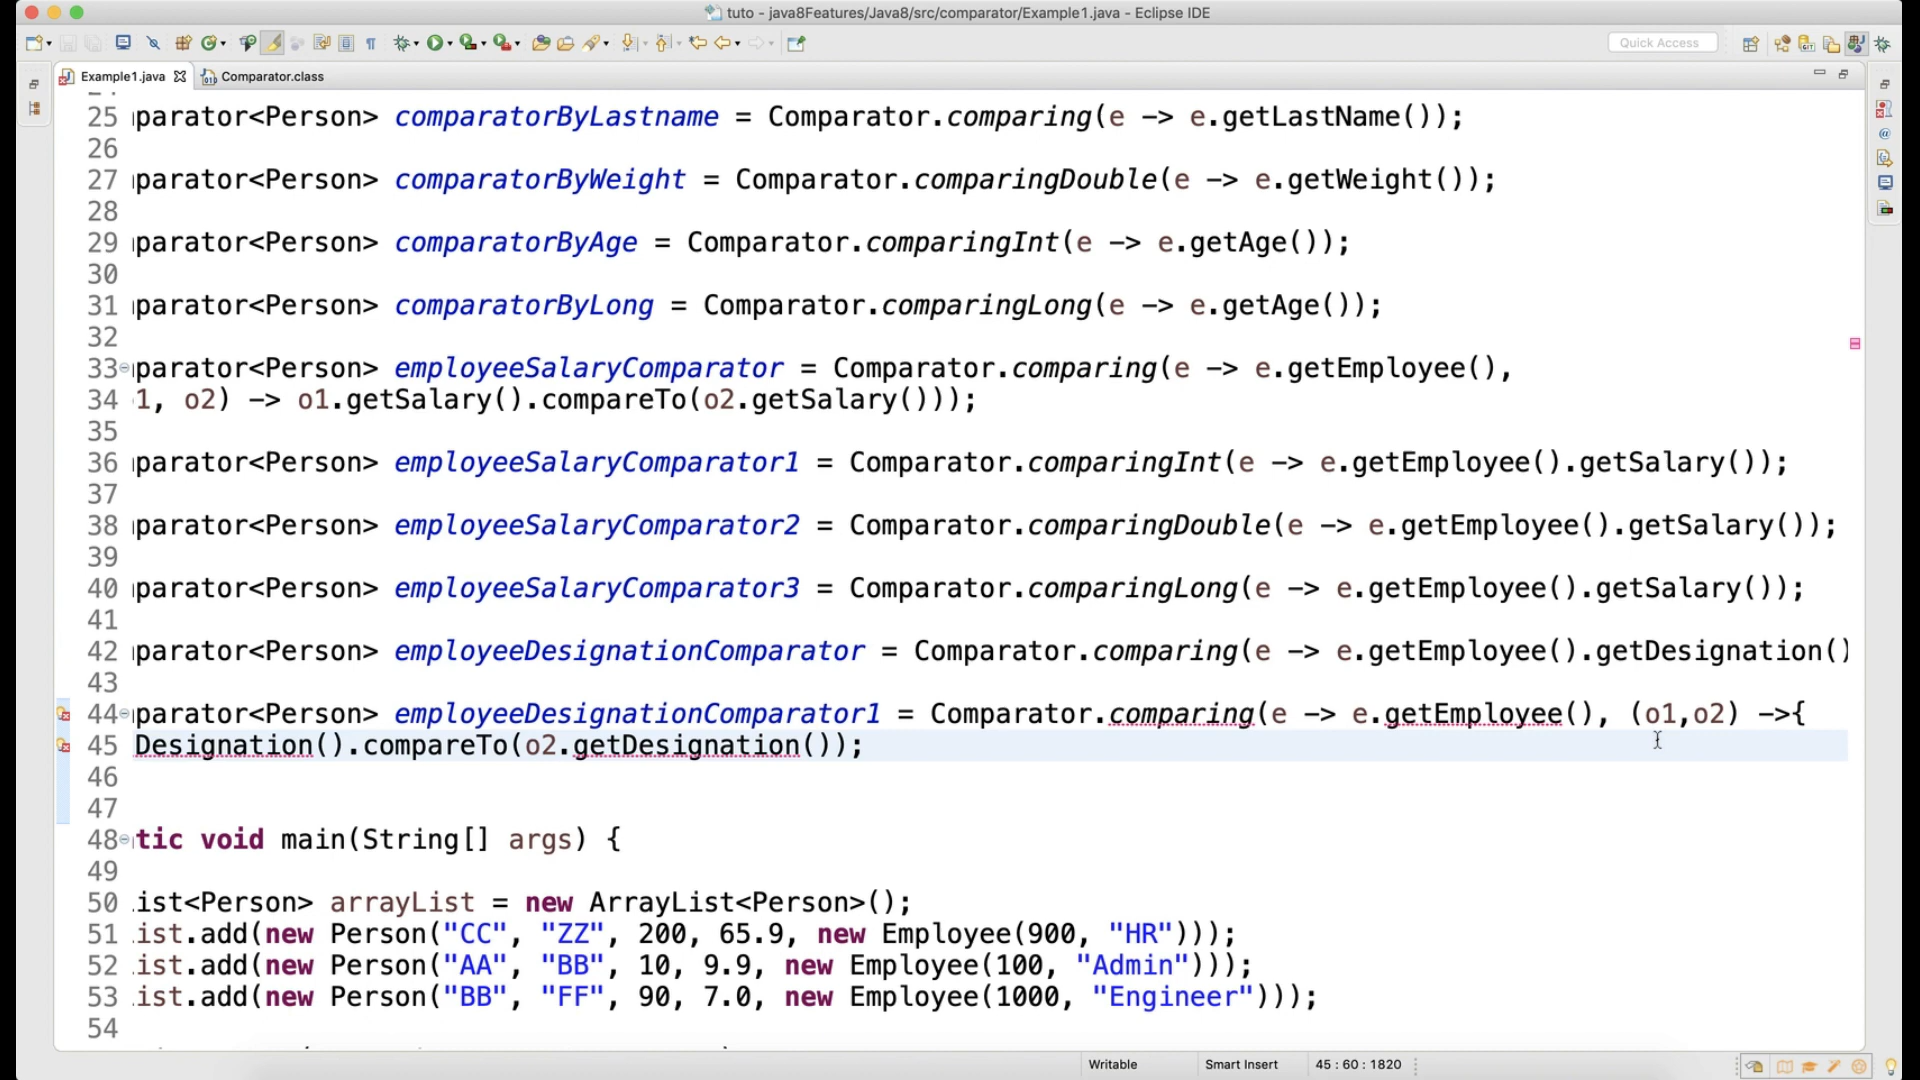 tuto - java8Features/Java8/src/comparator/Example1.java - Eclipse IDE
Quick Access
Example1.java Comparator.class
25 parator<Person> comparatorByLastname = Comparator.comparing(e -> e.getLastName());
26
27 parator<Person> comparatorByWeight = Comparator.comparingDouble(e -> e.getWeight());
28
29 parator<Person> comparatorByAge = Comparator.comparingInt(e -> e.getAge());
30
31 parator<Person> comparatorByLong = Comparator.comparingLong(e -> e.getAge());
32
33 parator<Person> employeeSalaryComparator = Comparator.comparing(e -> e.getEmployee(),
34 1, o2) -> o1.getSalary().compareTo(o2.getSalary()));
35
36 parator<Person> employeeSalaryComparator1 = Comparator.comparingInt(e -> e.getEmployee().getSalary());
37
38 parator<Person> employeeSalaryComparator2 = Comparator.comparingDouble(e -> e.getEmployee().getSalary());
39
40 parator<Person> employeeSalaryComparator3 = Comparator.comparingLong(e -> e.getEmployee().getSalary());
41
42 parator<Person> employeeDesignationComparator = Comparator.comparing(e -> e.getEmployee().getDesignation()
43
44 parator<Person> employeeDesignationComparator1 = Comparator.comparing(e -> e.getEmployee(), (o1,o2) ->{
45 Designation().compareTo(o2.getDesignation());
46
47
48 tic void main(String[] args) {
49
50 ist<Person> arrayList = new ArrayList<Person>();
51 ist.add(new Person("CC", "ZZ", 200, 65.9, new Employee(900, "HR")));
52 ist.add(new Person("AA", "BB", 10, 9.9, new Employee(100, "Admin")));
53 ist.add(new Person("BB", "FF", 90, 7.0, new Employee(1000, "Engineer")));
54
Writable Smart Insert 45 : 60 : 1820